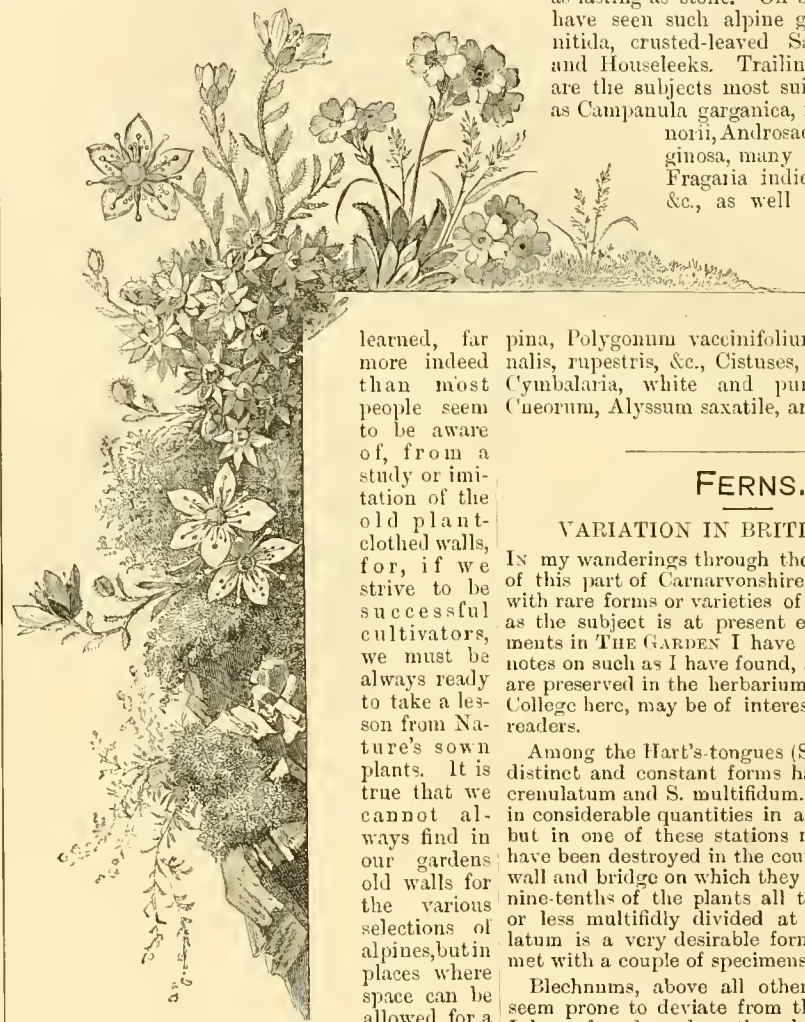 have seen such alpine g
nitida, crusted-leaved
and Houseleeks. Trailin
are the subjects most sui
as Campanula garganica,
norii, Androsac
ginosa, many
Fragaria indic
&c., as well
learned, far
more indeed
than most
people seem
to be aware
of, from a
study or imi-
tation of the
old plant-
clothed walls,
for, if we
strive to be
successful
cultivators,
we must be
always ready
to take a les-
son from Na-
ture's sown
plants. It is
true that we
cannot al-
ways find in
our gardens
old walls for
the various
selections of
alpines, but in
places where
space can be
allowed for a
pina, Polygonum vacciniifolium
nalis, rupestris, &c., Cistuses,
Cymbalaria, white and pur
Cneorum, Alyssum saxatile, an
FERNS.
VARIATION IN BRITI
IN my wanderings through the
of this part of Carnarvonshire
with rare forms or varieties of
as the subject is at present e
ments in THE GARDEN I have
notes on such as I have found,
are preserved in the herbarium
College here, may be of interes
readers.
Among the Hart's-tongues (S
distinct and constant forms ha
crenulatum and S. multifidum.
in considerable quantities in a
but in one of these stations
have been destroyed in the cou
wall and bridge on which they
nine-tenths of the plants all t
or less multifidly divided at
latum is a very desirable form
met with a couple of specimens
Blechnums, above all other
seem prone to deviate from th